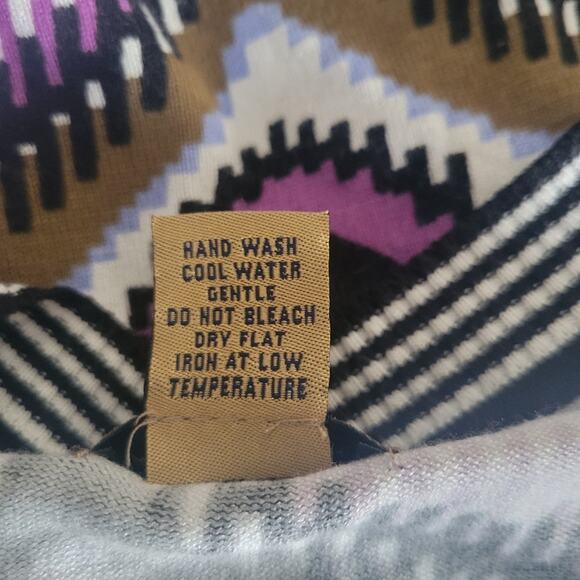 HAND WASH
COOL WATER
GENTLE
DO NOT BLEACH
DRY FLAT
IRON AT LOW
TEMPERATURE